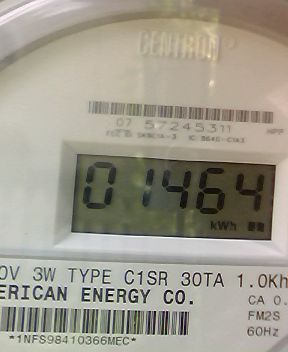 CENTRON®
07 57245311
HPP
01464
kWh
0V 3W TYPE C1SR 30TA 1.0Kh
ERICAN ENERGY CO.
CA 0.
FM2S
60Hz
*1NFS98410366MEC*